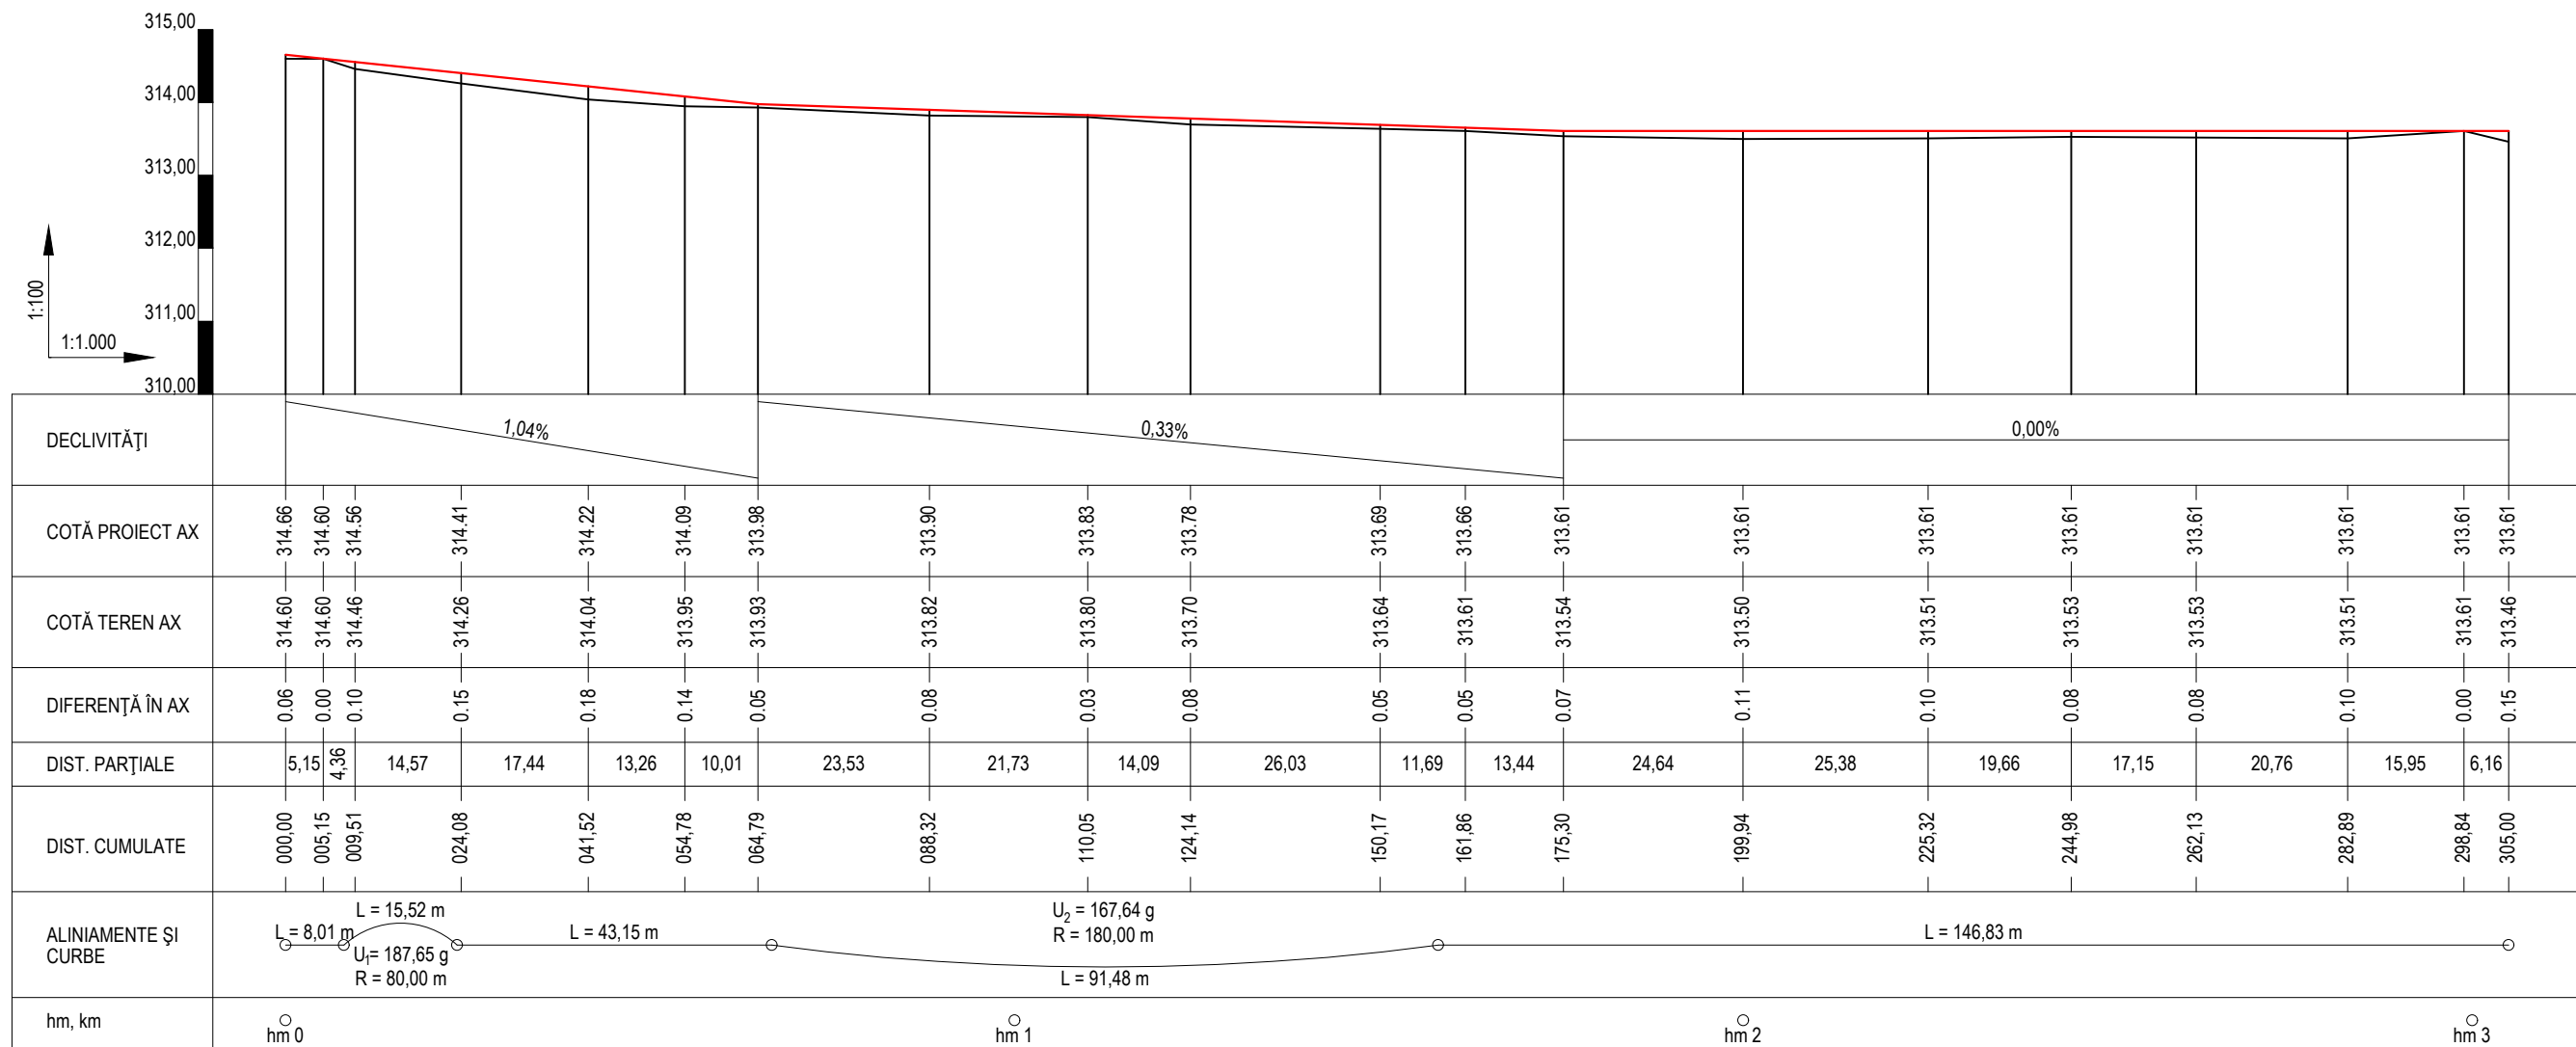 315,00
314,00
313,00
312,00
311,00
310,00
1:100
1:1.000
DECLIVITĂŢI
1,04%
0,33%
0,00%
COTĂ PROIECT AX
314.66 314.60 314.56 314.41 314.22 314.09 313.98 313.90 313.83 313.78 313.69 313.66 313.61 313.61 313.61 313.61 313.61 313.61 313.61 313.61
COTĂ TEREN AX
314.60 314.60 314.46 314.26 314.04 313.95 313.93 313.82 313.80 313.70 313.64 313.61 313.54 313.50 313.51 313.53 313.53 313.51 313.61 313.46
DIFERENŢĂ ÎN AX
0.06 0.00 0.10 0.15 0.18 0.14 0.05 0.08 0.03 0.08 0.05 0.05 0.07 0.11 0.10 0.08 0.08 0.10 0.00 0.15
DIST. PARŢIALE
5,15 4,36 14,57 17,44 13,26 10,01 23,53 21,73 14,09 26,03 11,69 13,44 24,64 25,38 19,66 17,15 20,76 15,95 6,16
DIST. CUMULATE
000,00 005,15 009,51 024,08 041,52 054,78 064,79 088,32 110,05 124,14 150,17 161,86 175,30 199,94 225,32 244,98 262,13 282,89 298,84 305,00
ALINIAMENTE ŞI
CURBE
L = 8,01 m
L = 15,52 m
U₁= 187,65 g
R = 80,00 m
L = 43,15 m
U₂ = 167,64 g
R = 180,00 m
L = 91,48 m
L = 146,83 m
hm, km
hm 0
hm 1
hm 2
hm 3